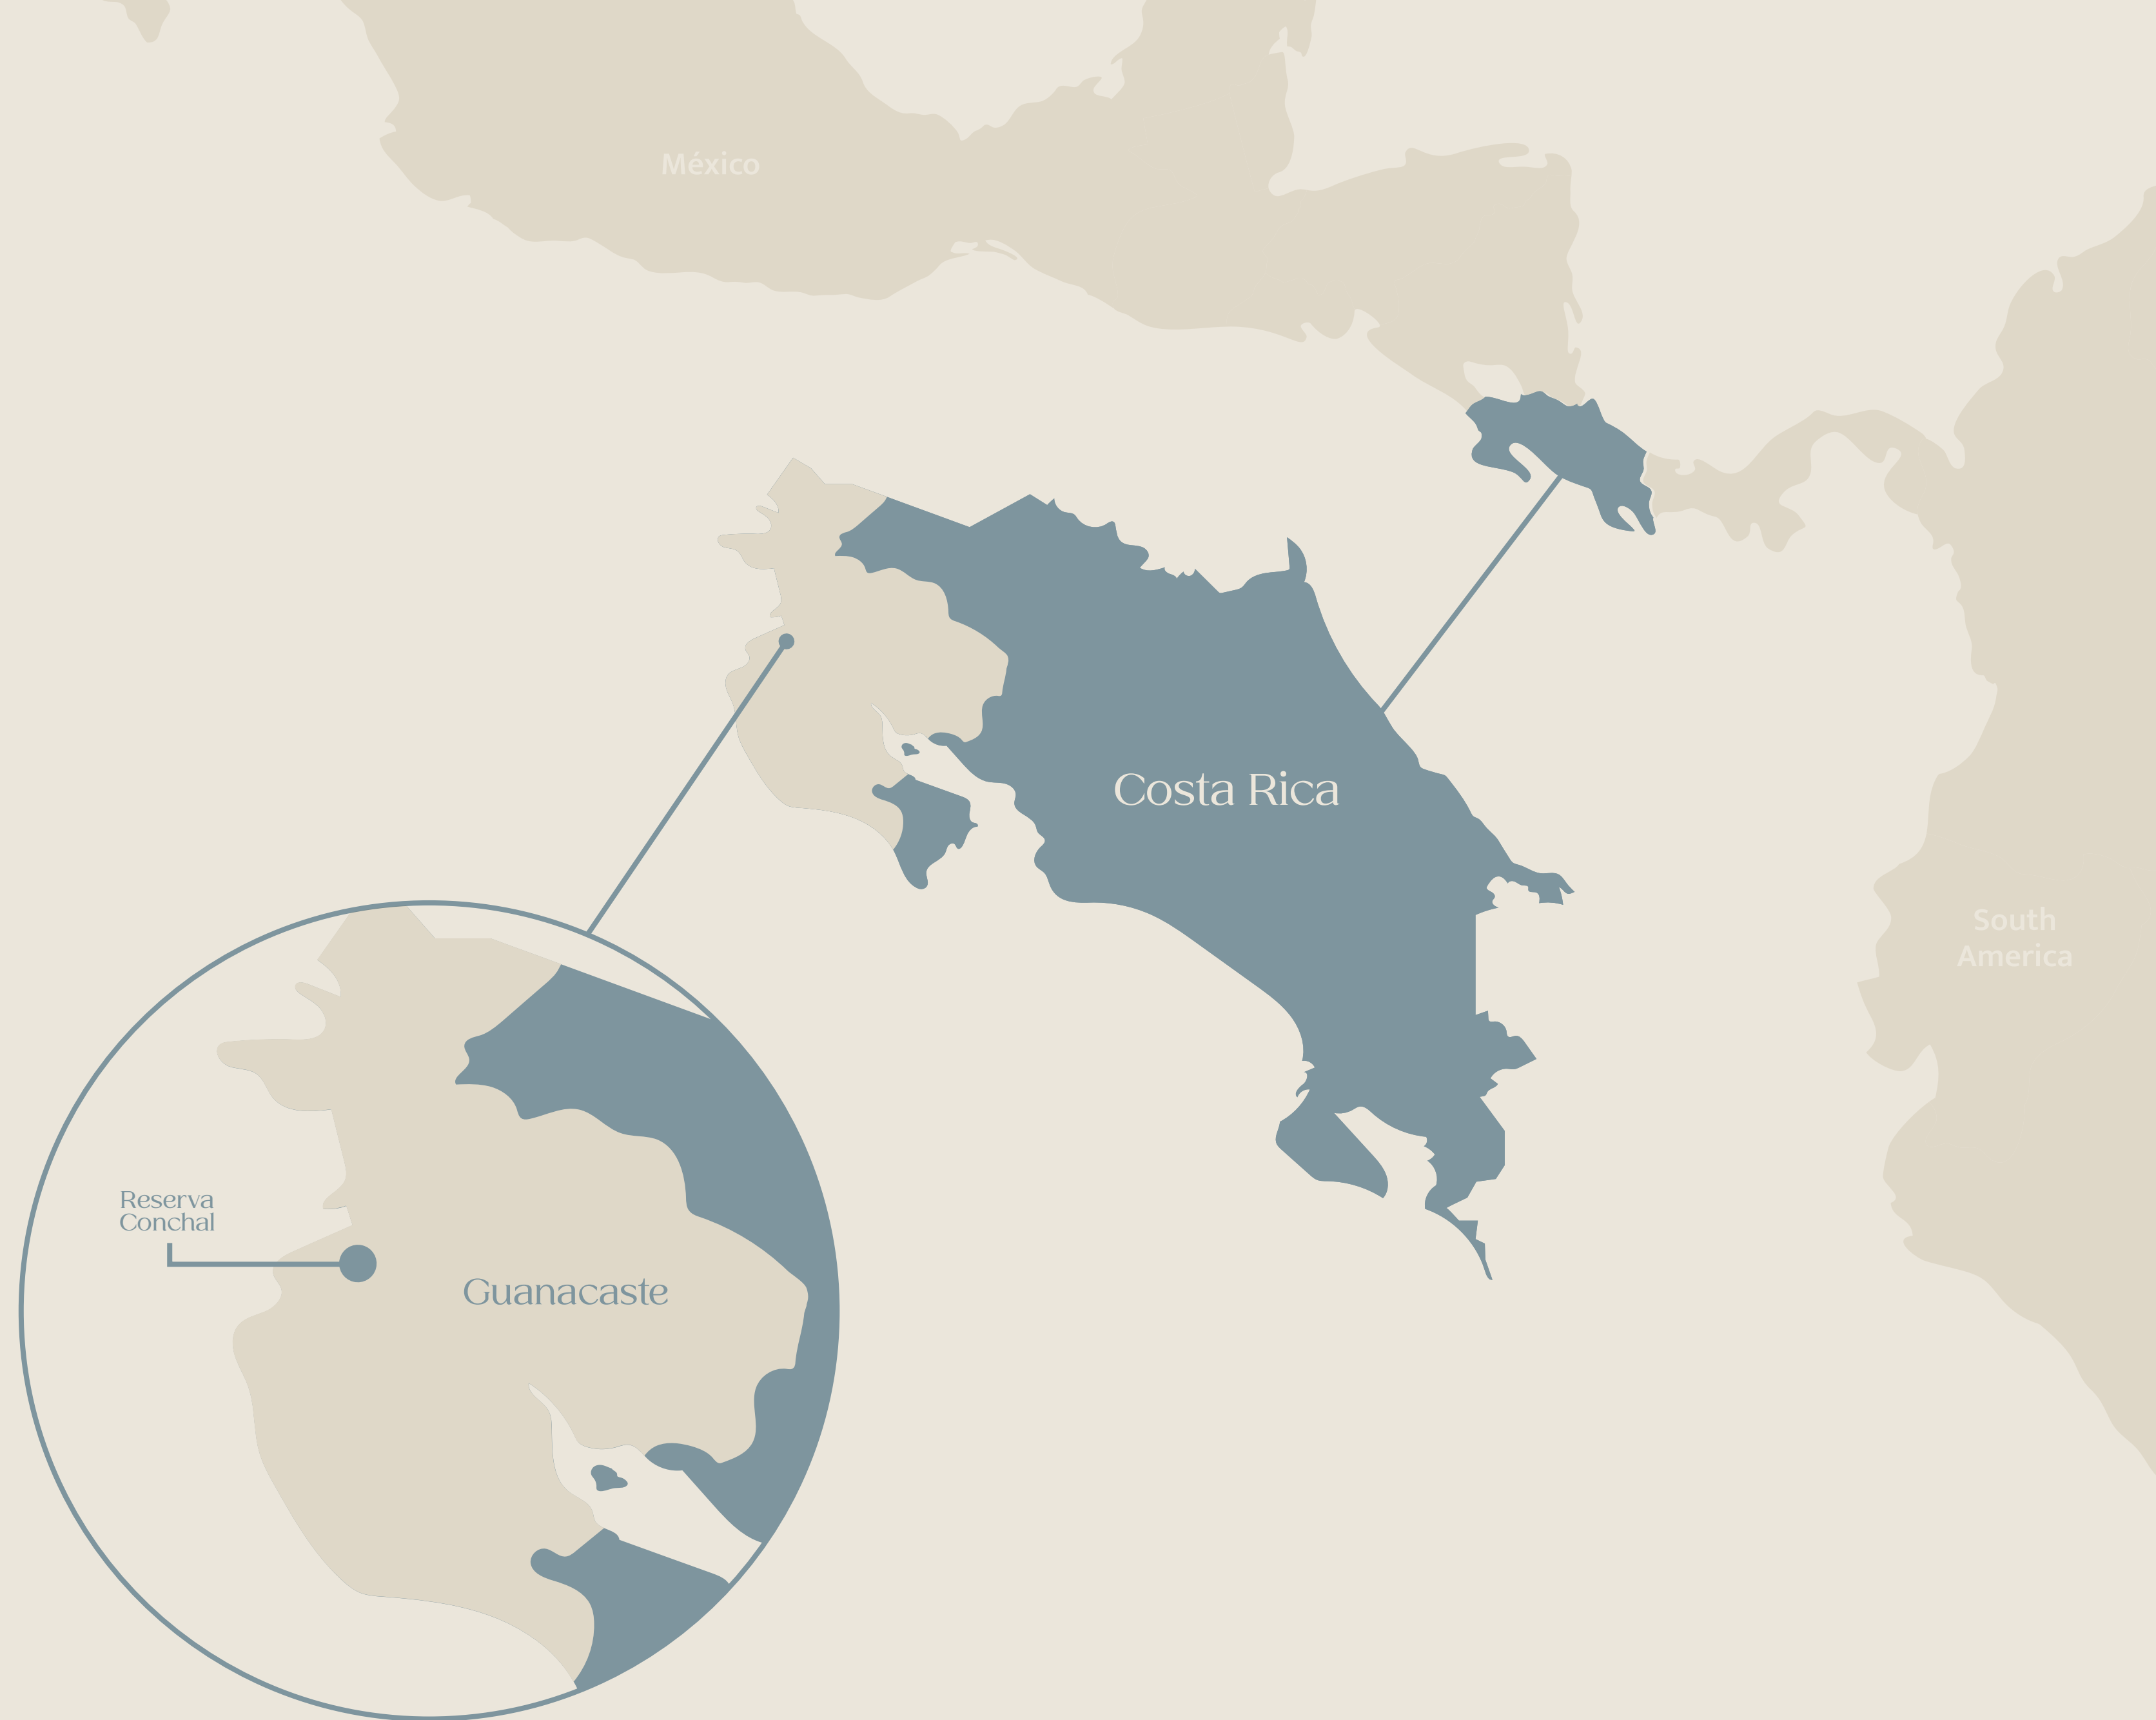 México
Costa Rica
South
America
Reserva
Conchal
Guanacaste